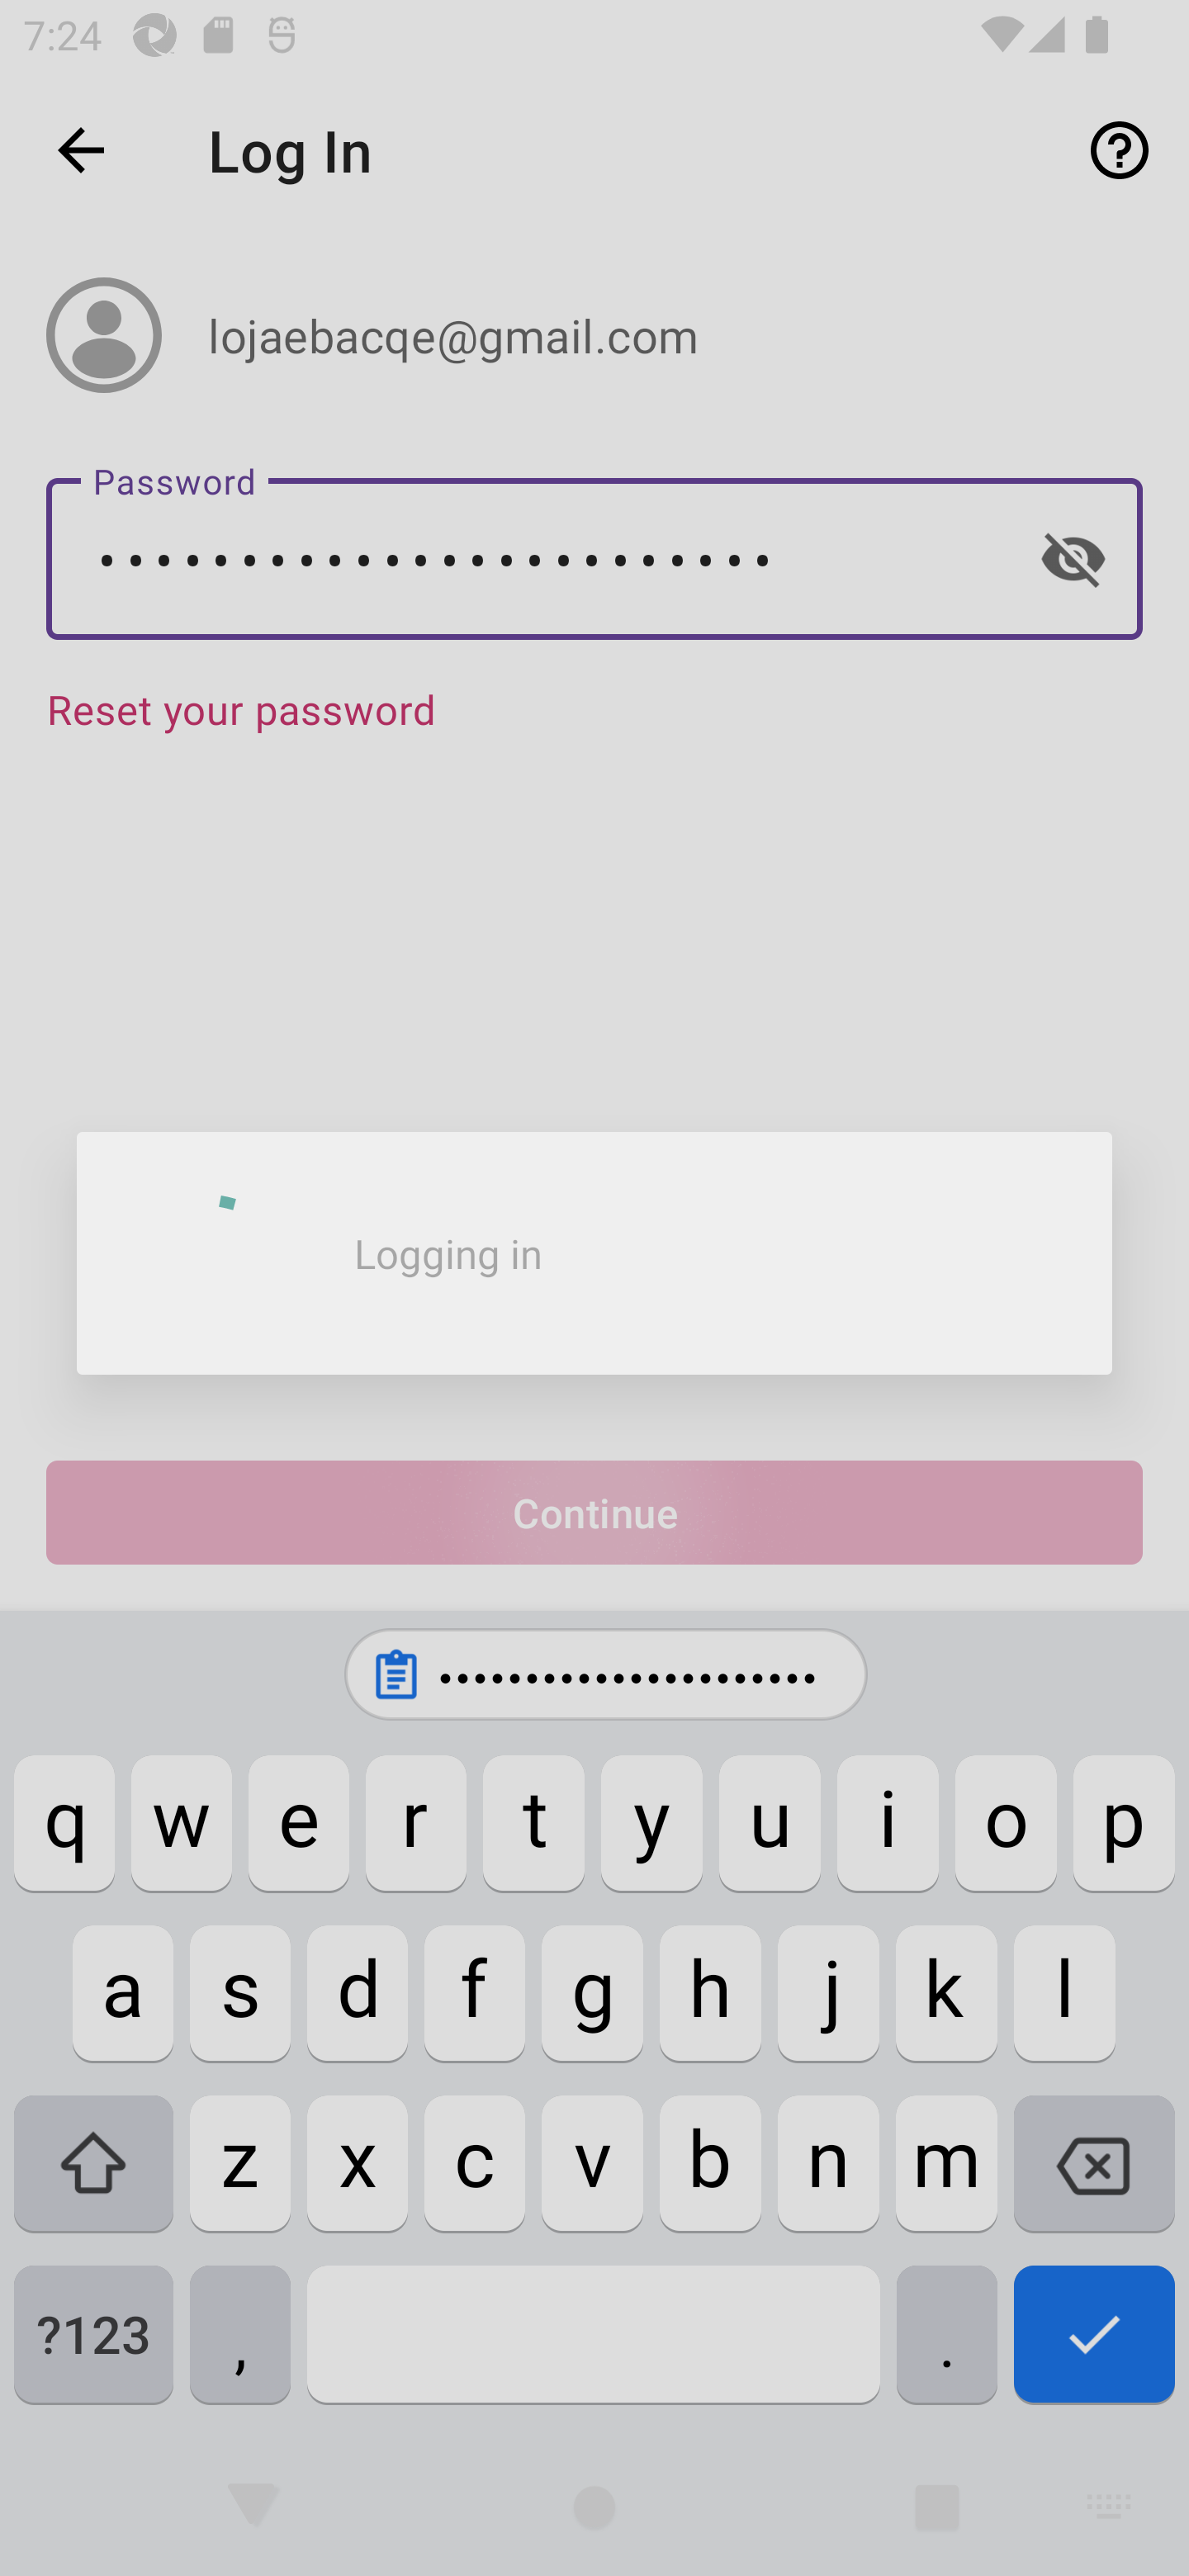 7:24
Log In
lojaebacqe@gmail.com
Password
••••••••••••••••••••••••
Reset your password
Logging in
Continue
••••••••••••••••••••••
q w e r t y u i o p
a s d f g h j k l
z x c v b n m
?123 , .